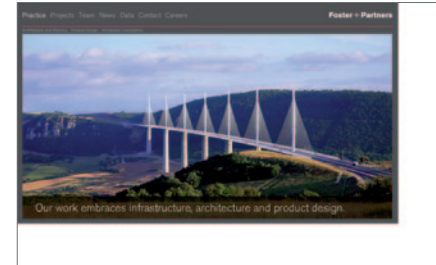 Practice Projects Team News Data Contact Careers
Foster + Partners
Our work embraces infrastructure, architecture and product design.